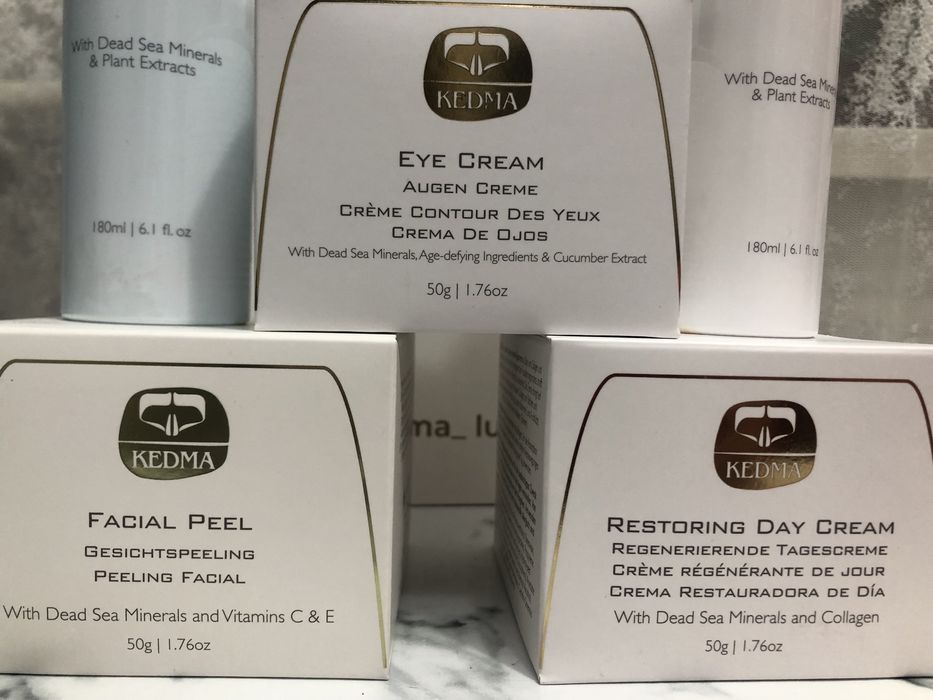 With Dead Sea Minerals
& Plant Extracts
180ml | 6.1 fl. oz
KEDMA
EYE CREAM
AUGEN CREME
CRÈME CONTOUR DES YEUX
CREMA DE OJOS
With Dead Sea Minerals, Age-defying Ingredients & Cucumber Extract
50g | 1.76oz
With Dead Sea
& Plant Extracts
180ml | 6.1 fl. oz
KEDMA
FACIAL PEEL
GESICHTSPEELING
PEELING FACIAL
With Dead Sea Minerals and Vitamins C & E
50g | 1.76oz
ma_ lu
KEDMA
RESTORING DAY CREAM
REGENERIERENDE TAGESCREME
CRÈME RÉGÉNÉRANTE DE JOUR
CREMA RESTAURADORA DE DÍA
With Dead Sea Minerals and Collagen
50g | 1.76oz